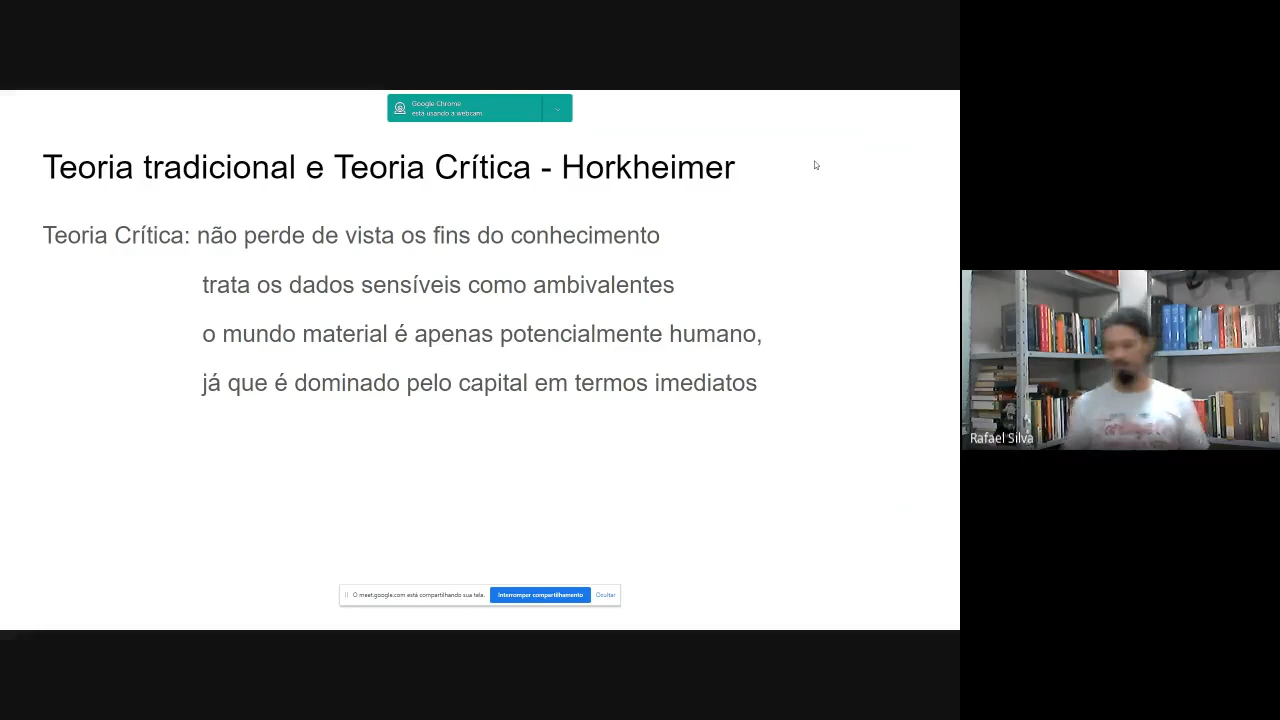 Google Chrome
está usando a webcam
Teoria tradicional e Teoria Crítica - Horkheimer
Teoria Crítica: não perde de vista os fins do conhecimento
trata os dados sensíveis como ambivalentes
o mundo material é apenas potencialmente humano,
já que é dominado pelo capital em termos imediatos
Rafael Silva
O meet.google.com está compartilhando sua tela.
Interromper compartilhamento
Ocultar